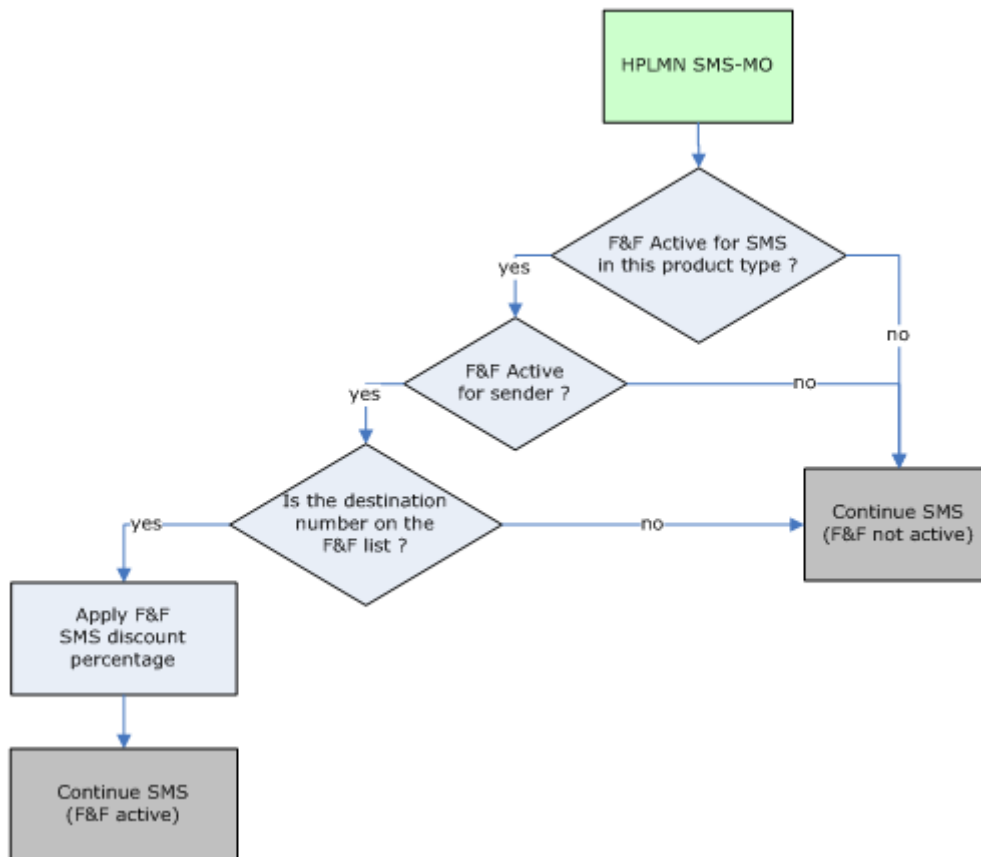 HPLMN SMS-MO
F&F Active for SMS
in this product type ?
yes
no
F&F Active
for sender ?
yes
no
Is the destination
number on the
F&F list ?
yes
no
Continue SMS
(F&F not active)
Apply F&F
SMS discount
percentage
Continue SMS
(F&F active)